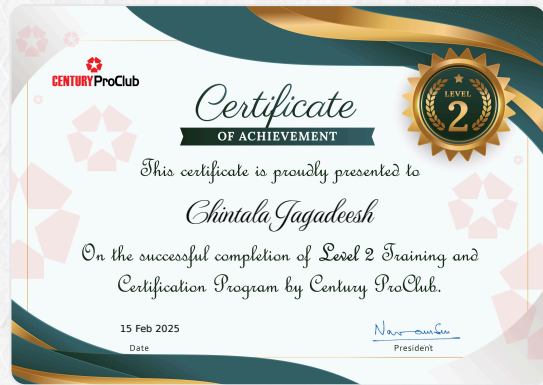 CENTURY ProClub
LEVEL
2
Certificate
OF ACHIEVEMENT
This certificate is proudly presented to
Chintala Jagadeesh
On the successful completion of Level 2 Training and
Certification Program by Century ProClub.
15 Feb 2025
Date
President